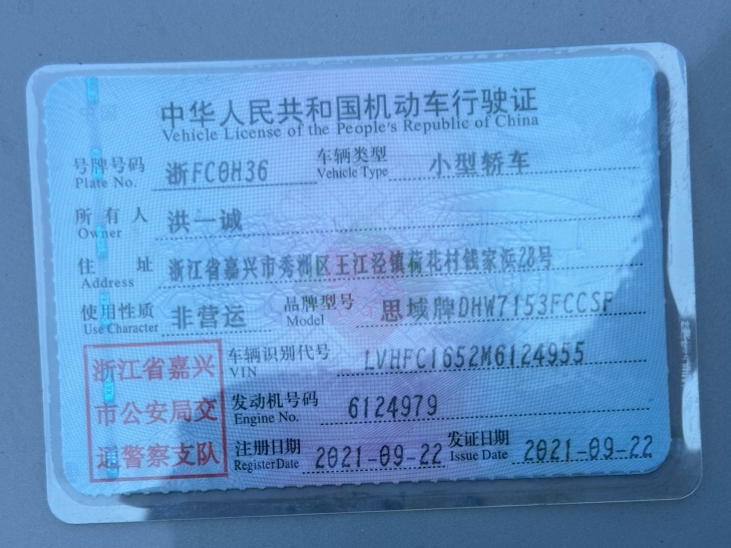 中华人民共和国机动车行驶证
Vehicle License of the People's Republic of China
号牌号码 浙FC0H36 车辆类型 小型轿车
Plate No. Vehicle Type
所有人 洪一诚
Owner
住址 浙江省嘉兴市秀洲区王江泾镇荷花村钱家浜28号
Address
使用性质 非营运 品牌型号 思域牌DHW7153FCCSF
Use Character Model
浙江省嘉兴 车辆识别代号 LVHFC1652M6124955
VIN
市公安局交 发动机号码 6124979
Engine No.
通警察支队 注册日期 2021-09-22 发证日期 2021-09-22
Register Date Issue Date